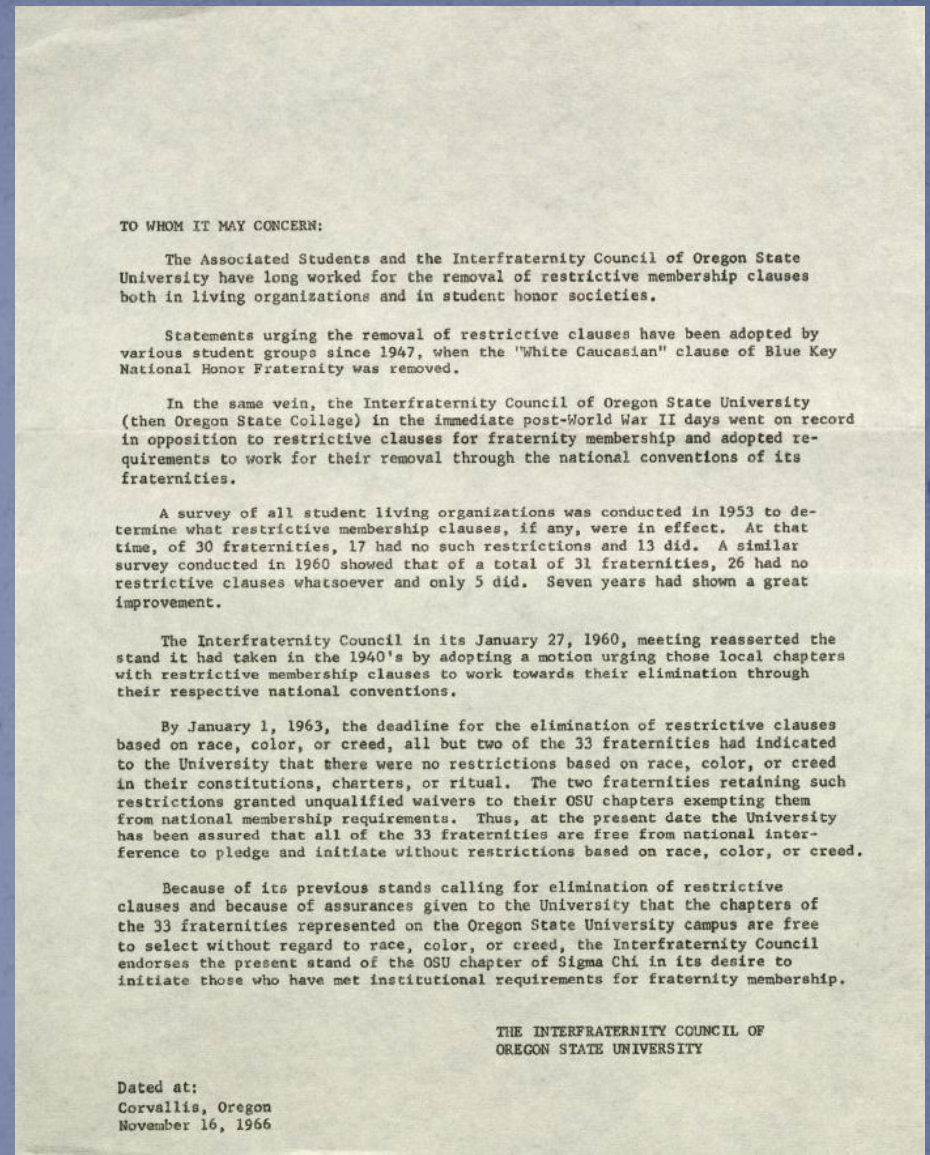 TO WHOM IT MAY CONCERN:
The Associated Students and the Interfraternity Council of Oregon State
University have long worked for the removal of restrictive membership clauses
both in living organizations and in student honor societies.
Statements urging the removal of restrictive clauses have been adopted by
various student groups since 1947, when the "White Caucasian" clause of Blue Key
National Honor Fraternity was removed.
In the same vein, the Interfraternity Council of Oregon State University
(then Oregon State College) in the immediate post-World War II days went on record
in opposition to restrictive clauses for fraternity membership and adopted re-
quirements to work for their removal through the national conventions of its
fraternities.
A survey of all student living organizations was conducted in 1953 to de-
termine what restrictive membership clauses, if any, were in effect. At that
time, of 30 fraternities, 17 had no such restrictions and 13 did. A similar
survey conducted in 1960 showed that of a total of 31 fraternities, 26 had no
restrictive clauses whatsoever and only 5 did. Seven years had shown a great
improvement.
The Interfraternity Council in its January 27, 1960, meeting reasserted the
stand it had taken in the 1940's by adopting a motion urging those local chapters
with restrictive membership clauses to work towards their elimination through
their respective national conventions.
By January 1, 1963, the deadline for the elimination of restrictive clauses
based on race, color, or creed, all but two of the 33 fraternities had indicated
to the University that there were no restrictions based on race, color, or creed
in their constitutions, charters, or ritual. The two fraternities retaining such
restrictions granted unqualified waivers to their OSU chapters exempting them
from national membership requirements. Thus, at the present date the University
has been assured that all of the 33 fraternities are free from national inter-
ference to pledge and initiate without restrictions based on race, color, or creed.
Because of its previous stands calling for elimination of restrictive
clauses and because of assurances given to the University that the chapters of
the 33 fraternities represented on the Oregon State University campus are free
to select without regard to race, color, or creed, the Interfraternity Council
endorses the present stand of the OSU chapter of Sigma Chi in its desire to
initiate those who have met institutional requirements for fraternity membership.
THE INTERFRATERNITY COUNCIL OF
OREGON STATE UNIVERSITY
Dated at:
Corvallis, Oregon
November 16, 1966